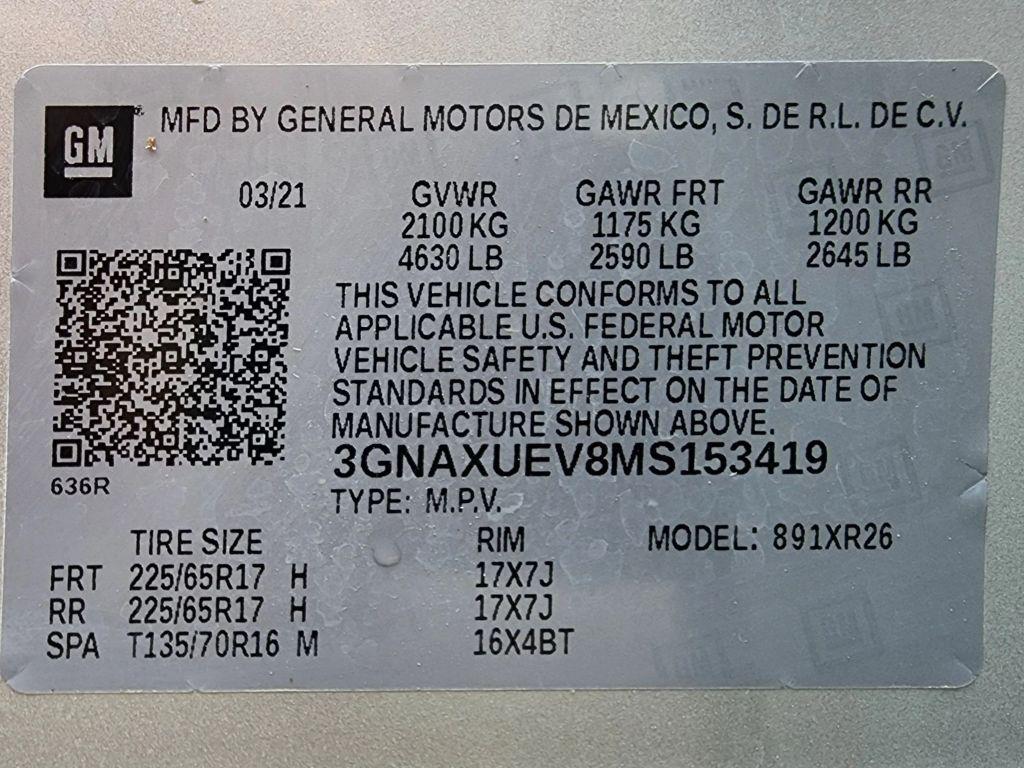 GM ® MFD BY GENERAL MOTORS DE MEXICO, S. DE R.L. DE C.V.
03/21 GVWR GAWR FRT GAWR RR
2100 KG 1175 KG 1200 KG
4630 LB 2590 LB 2645 LB
THIS VEHICLE CONFORMS TO ALL
APPLICABLE U.S. FEDERAL MOTOR
VEHICLE SAFETY AND THEFT PREVENTION
STANDARDS IN EFFECT ON THE DATE OF
MANUFACTURE SHOWN ABOVE.
3GNAXUEV8MS153419
636R
TYPE: M.P.V.
TIRE SIZE RIM MODEL: 891XR26
FRT 225/65R17 H 17X7J
RR 225/65R17 H 17X7J
SPA T135/70R16 M 16X4BT